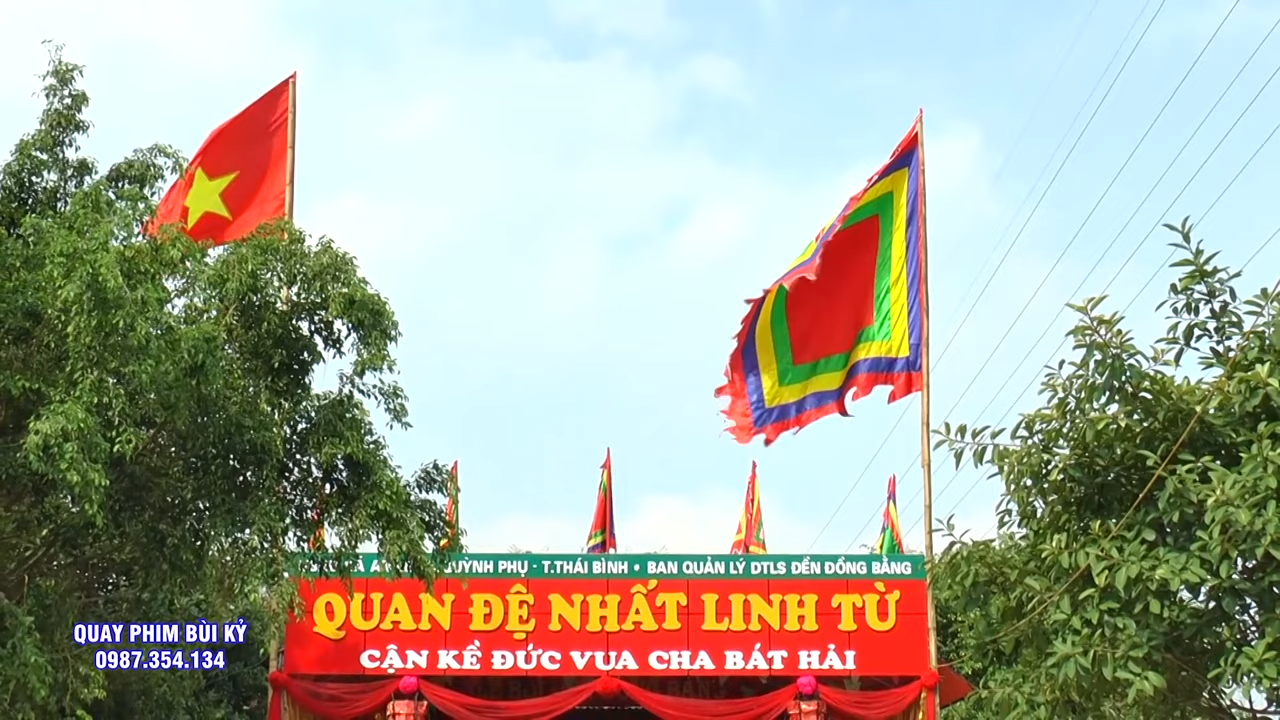 QUỲNH PHỤ - T.THÁI BÌNH • BAN QUẢN LÝ DTLS ĐỀN ĐỒNG BẰNG
QUAN ĐỆ NHẤT LINH TỪ
CẬN KỀ ĐỨC VUA CHA BÁT HẢI
QUAY PHIM BÙI KỶ
0987.354.134